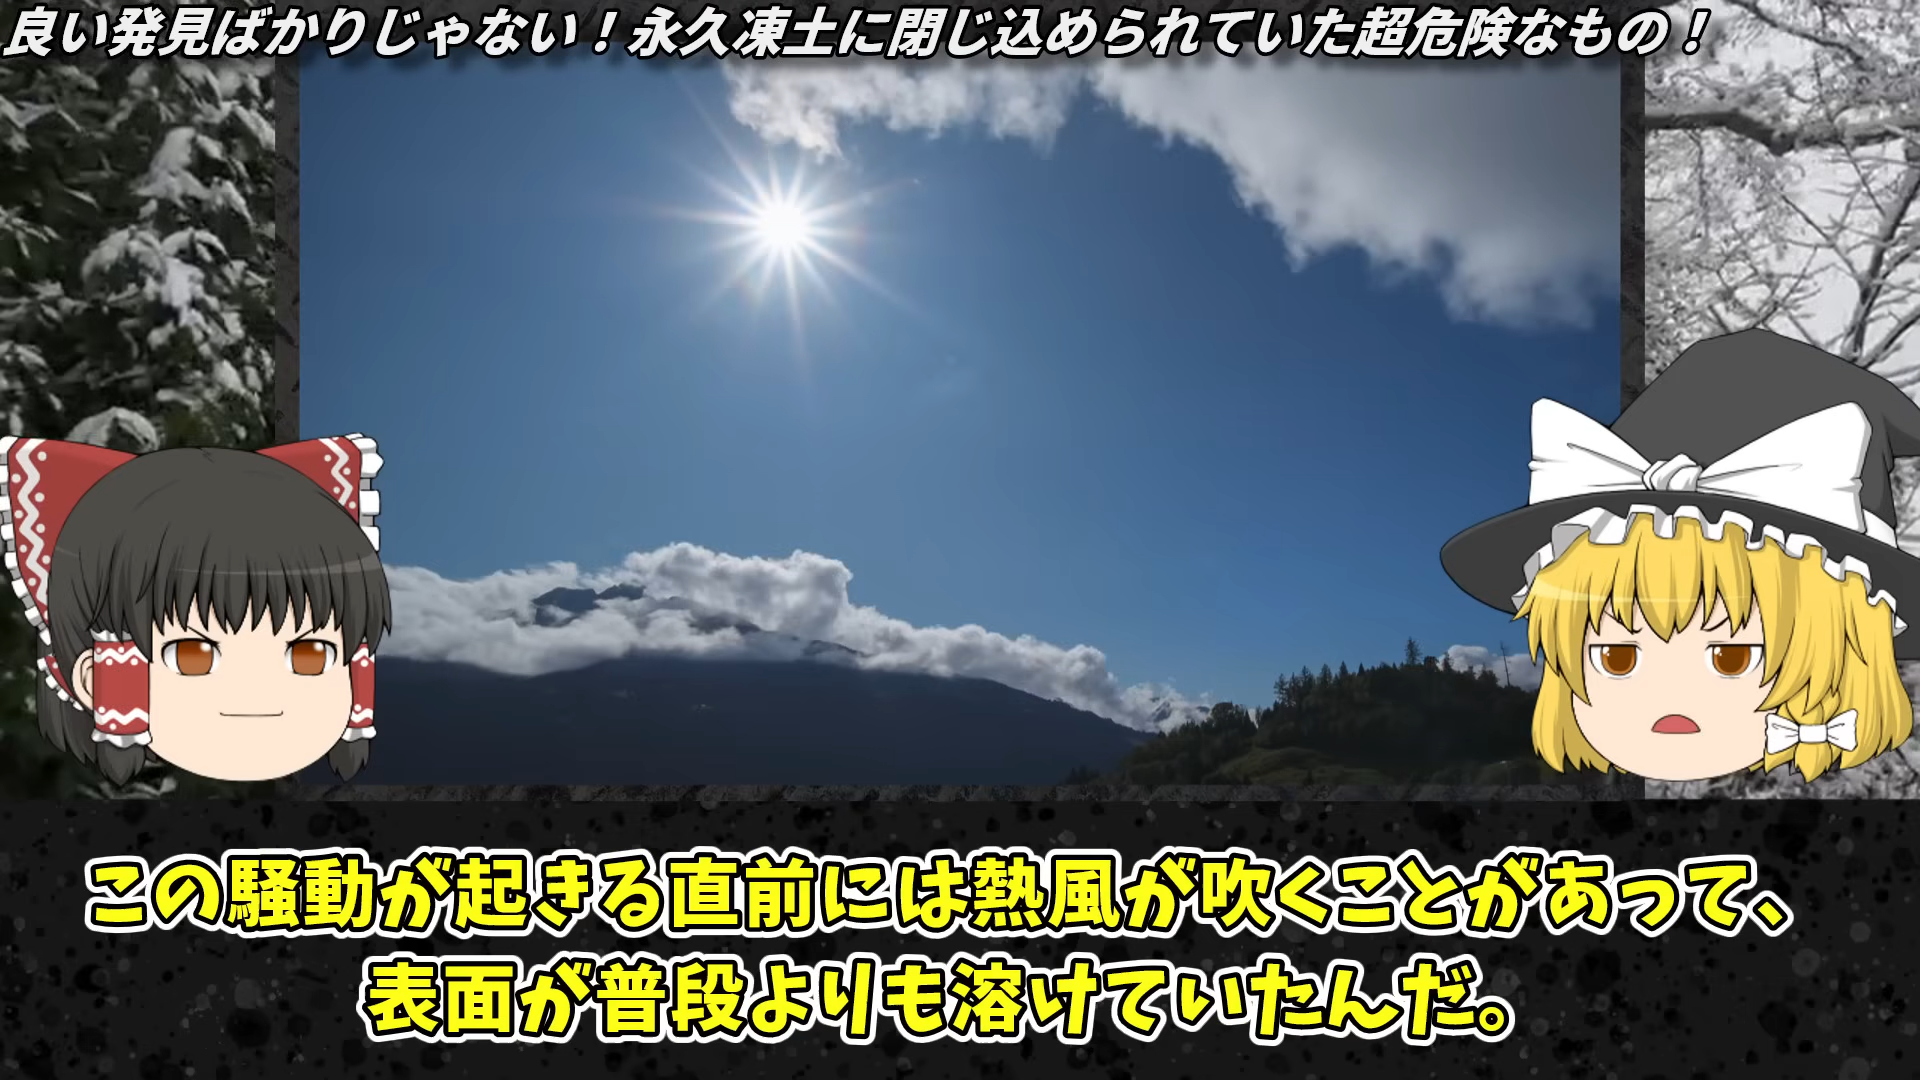 良い発見ばかりじゃない！永久凍土に閉じ込められていた超危険なもの！
この騒動が起きる直前には熱風が吹くことがあって、
表面が普段よりも溶けていたんだ。